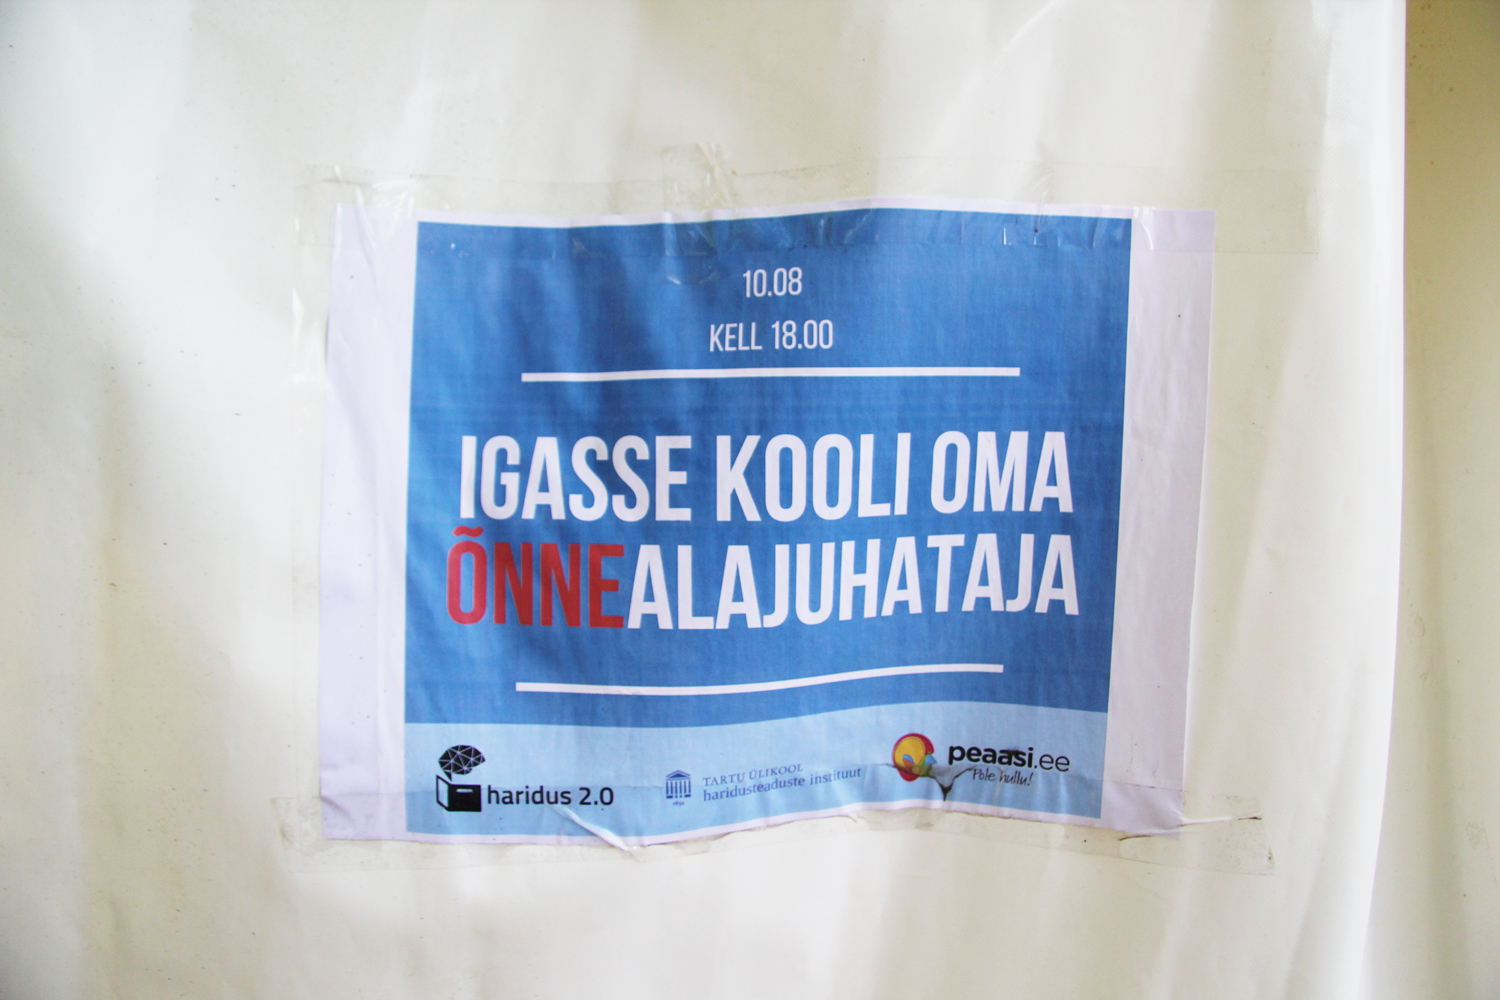 10.08
KELL 18.00
IGASSE KOOLI OMA
ÕNNEALAJUHATAJA
haridus 2.0
TARTU ÜLIKOOL
haridusteaduste instituut
1632
peaasi.ee
Pole hullu!